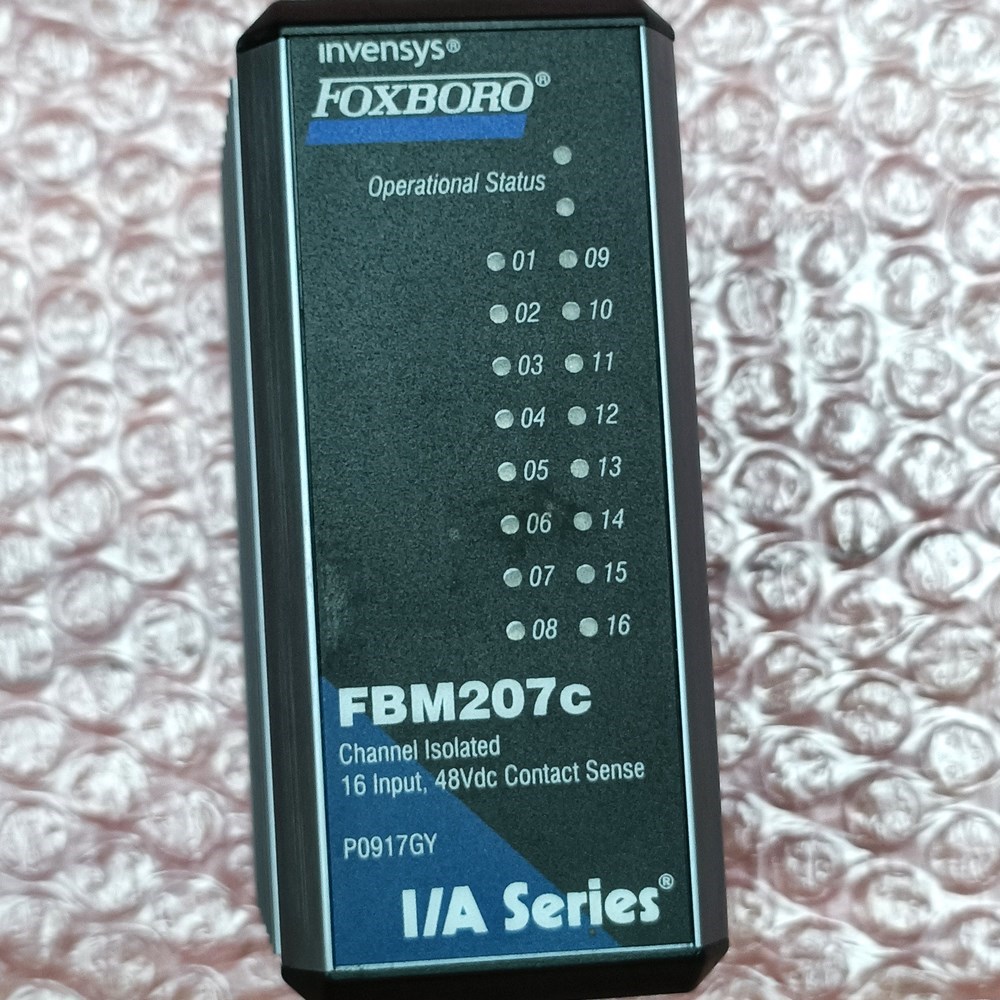 invensys®
FOXBORO®
Operational Status
01 09
02 10
03 11
04 12
05 13
06 14
07 15
08 16
FBM207c
Channel Isolated
16 Input, 48Vdc Contact Sense
P0917GY
I/A Series®